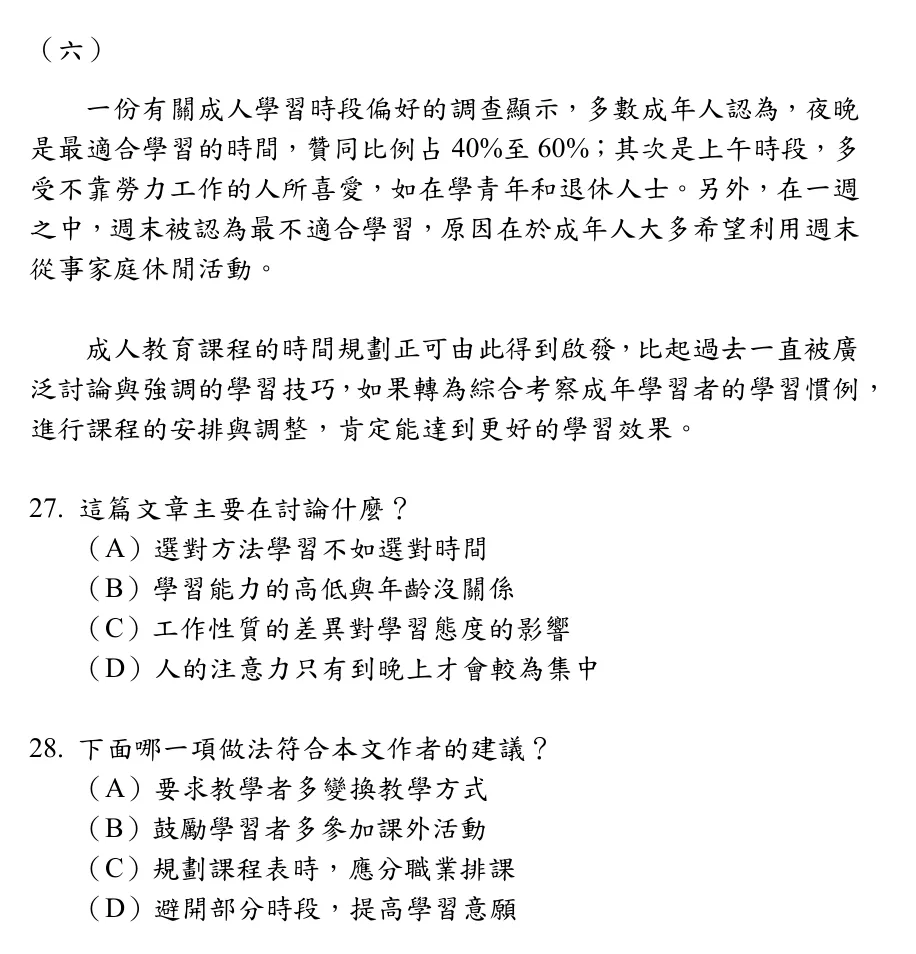 （六）
一份有關成人學習時段偏好的調查顯示，多數成年人認為，夜晚
是最適合學習的時間，贊同比例占 40%至 60%；其次是上午時段，多
受不靠勞力工作的人所喜愛，如在學青年和退休人士。另外，在一週
之中，週末被認為最不適合學習，原因在於成年人大多希望利用週末
從事家庭休閒活動。
成人教育課程的時間規劃正可由此得到啟發，比起過去一直被廣
泛討論與強調的學習技巧，如果轉為綜合考察成年學習者的學習慣例，
進行課程的安排與調整，肯定能達到更好的學習效果。
27. 這篇文章主要在討論什麼？
（A）選對方法學習不如選對時間
（B）學習能力的高低與年齡沒關係
（C）工作性質的差異對學習態度的影響
（D）人的注意力只有到晚上才會較為集中
28. 下面哪一項做法符合本文作者的建議？
（A）要求教學者多變換教學方式
（B）鼓勵學習者多參加課外活動
（C）規劃課程表時，應分職業排課
（D）避開部分時段，提高學習意願